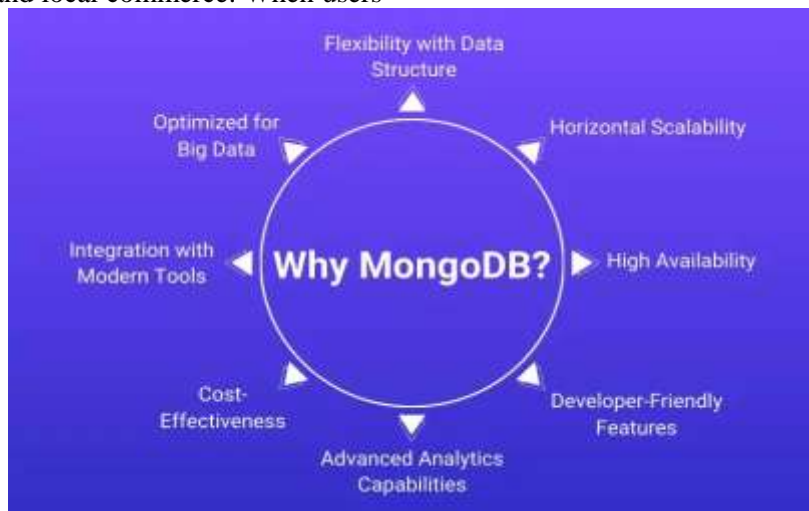 and local commerce. When users
Flexibility with Data
Structure
Optimized for
Big Data
Horizontal Scalability
Integration with
Modern Tools
Why MongoDB?
High Availability
Cost-
Effectiveness
Developer-Friendly
Features
Advanced Analytics
Capabilities